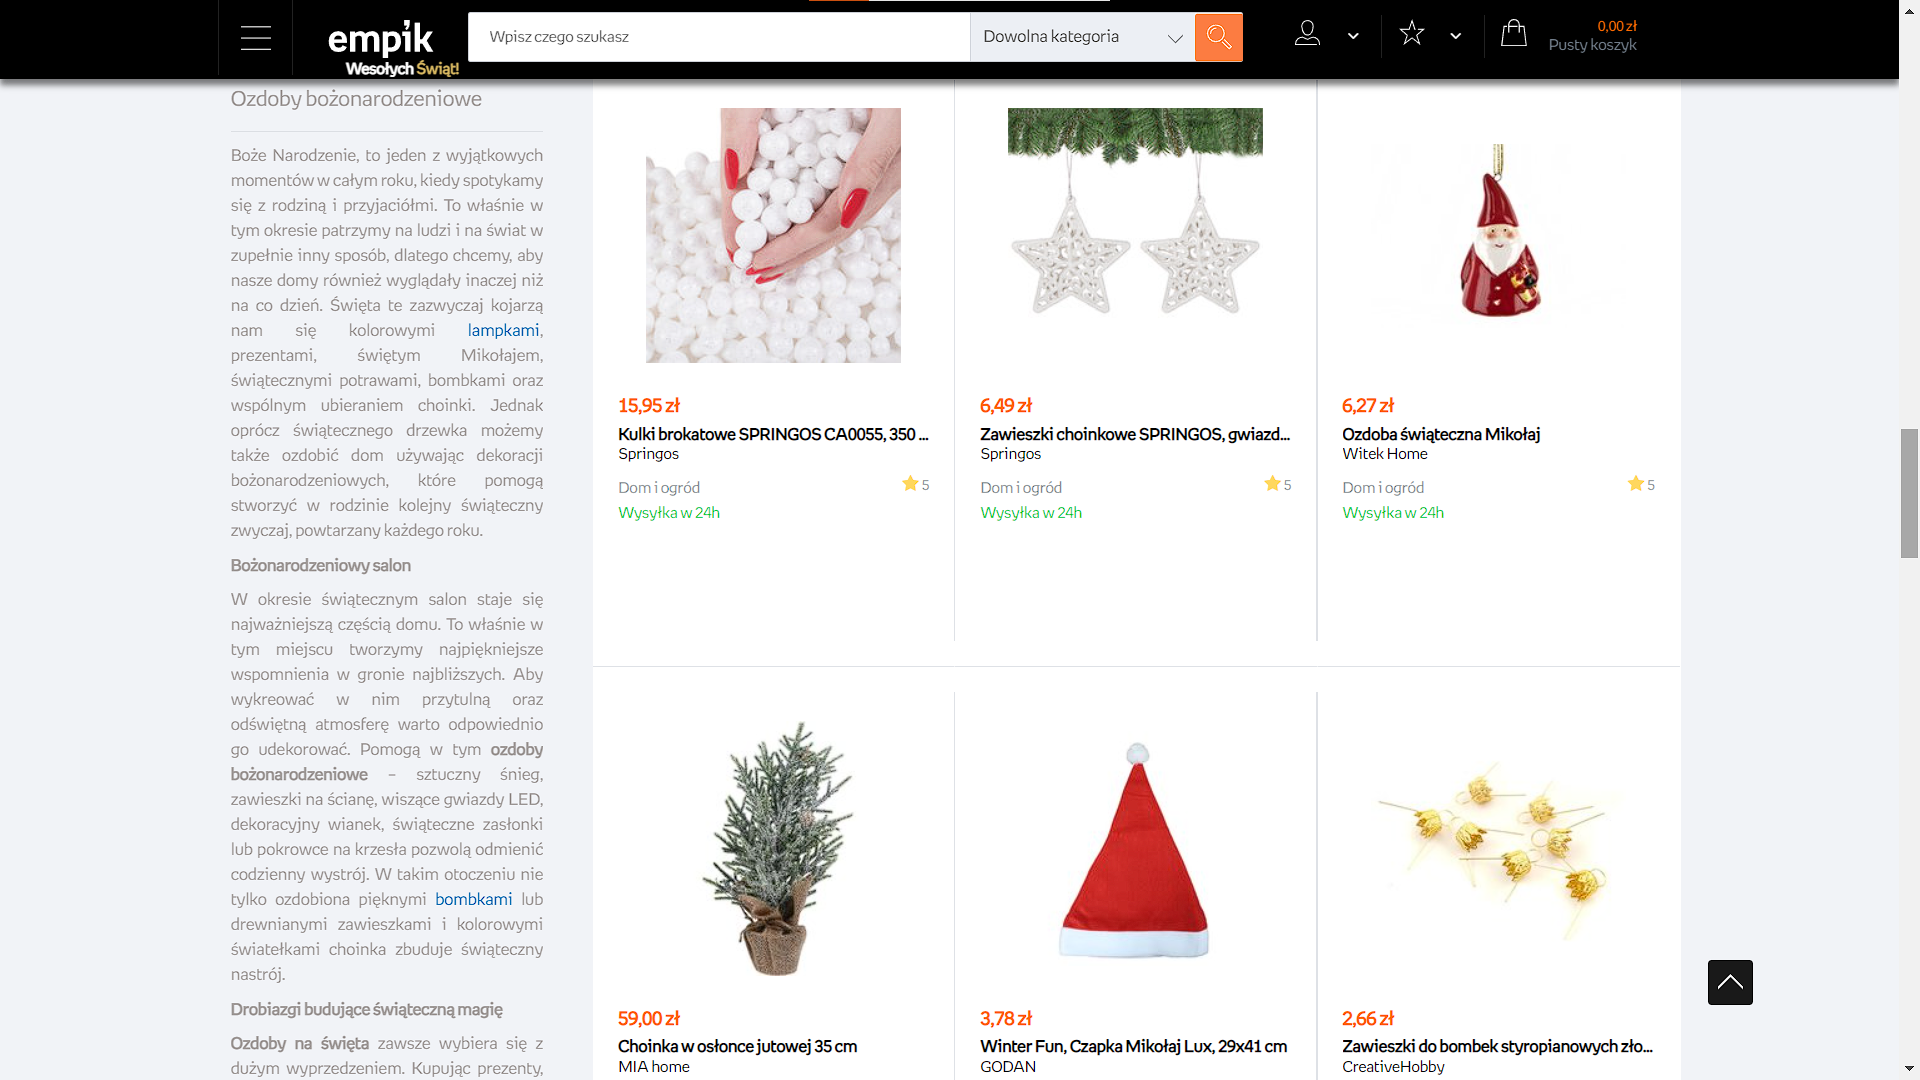 empik
Wesołych Święt!
Wpisz czego szukasz
Dowolna kategoria
0,00 zł
Pusty koszyk
Ozdoby bożonarodzeniowe
Boże Narodzenie, to jeden z wyjątkowych
momentów w całym roku, kiedy spotykamy
się z rodziną i przyjaciółmi. To właśnie w
tym okresie patrzymy na ludzi i na świat w
zupełnie inny sposób, dlatego chcemy, aby
nasze domy również wyglądały inaczej niż
na co dzień. Święta te zazwyczaj kojarzą
nam się kolorowymi lampkami,
prezentami, świętym Mikołajem,
świątecznymi potrawami, bombkami oraz
wspólnym ubieraniem choinki. Jednak
oprócz świątecznego drzewka możemy
także ozdobić dom używając dekoracji
bożonarodzeniowych, które pomogą
stworzyć w rodzinie kolejny świąteczny
zwyczaj, powtarzany każdego roku.
Bożonarodzeniowy salon
W okresie świątecznym salon staje się
najważniejszą częścią domu. To właśnie w
tym miejscu tworzymy najpiękniejsze
wspomnienia w gronie najbliższych. Aby
wykreować w nim przytulną oraz
odświętną atmosferę warto odpowiednio
go udekorować. Pomogą w tym ozdoby
bożonarodzeniowe – sztuczny śnieg,
zawieszki na ścianę, wiszące gwiazdy LED,
dekoracyjny wianek, świąteczne zasłonki
lub pokrowce na krzesła pozwolą odmienić
codzienny wystrój. W takim otoczeniu nie
tylko ozdobiona pięknymi bombkami lub
drewnianymi zawieszkami i kolorowymi
światełkami choinka zbuduje świąteczny
nastrój.
Drobiazgi budujące świąteczną magię
Ozdoby na święta zawsze wybiera się z
dużym wyprzedzeniem. Kupując prezenty,
15,95 zł
Kulki brokatowe SPRINGOS CA0055, 350 ...
Springos
Dom i ogród
5
Wysyłka w 24h
6,49 zł
Zawieszki choinkowe SPRINGOS, gwiazd...
Springos
Dom i ogród
5
Wysyłka w 24h
6,27 zł
Ozdoba świąteczna Mikołaj
Witek Home
Dom i ogród
5
Wysyłka w 24h
59,00 zł
Choinka w osłonce jutowej 35 cm
MIA home
3,78 zł
Winter Fun, Czapka Mikołaj Lux, 29x41 cm
GODAN
2,66 zł
Zawieszki do bombek styropianowych zło...
CreativeHobby